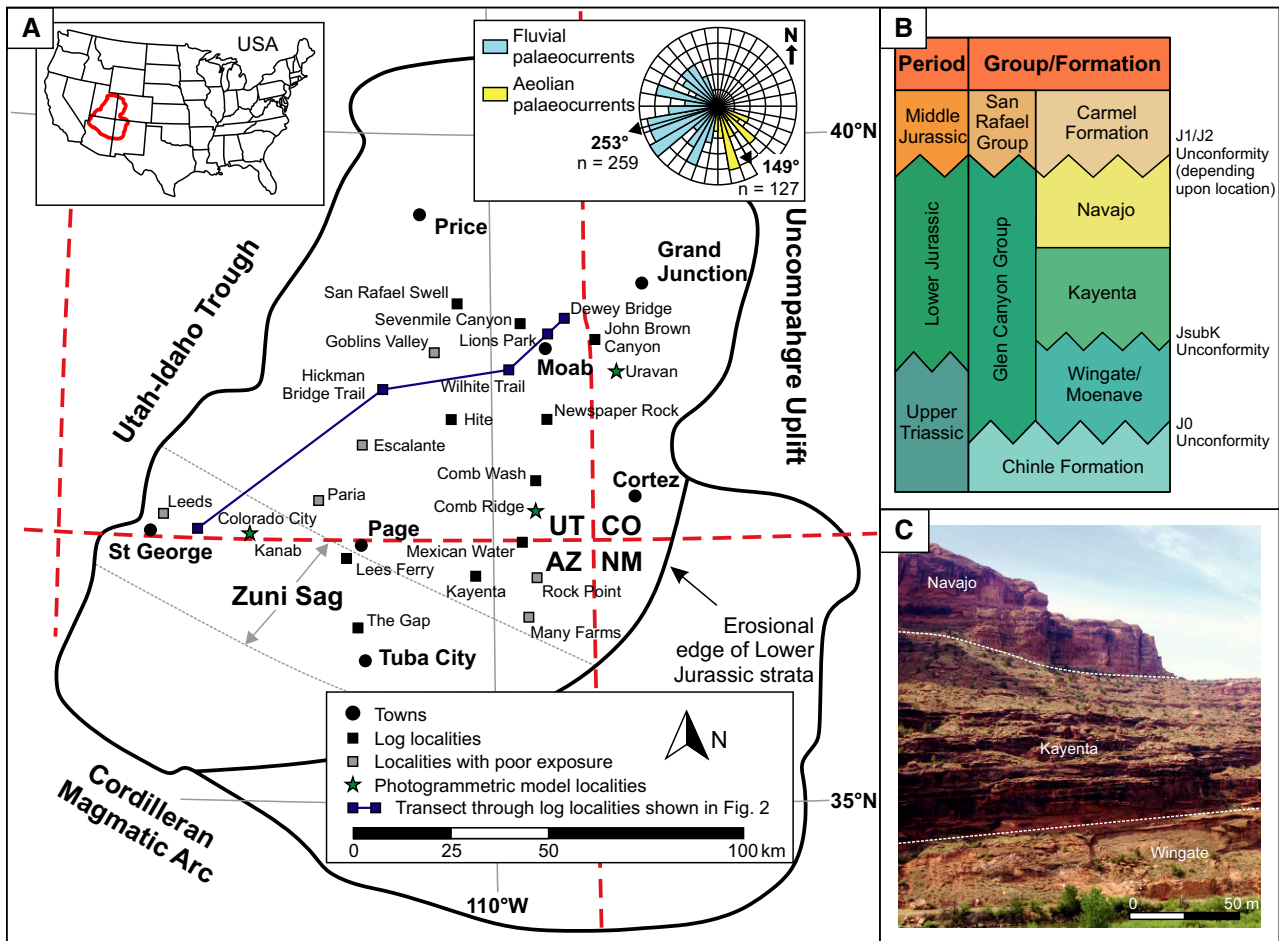 A
USA
Fluvial
palaeocurrents
Aeolian
palaeocurrents
N
253°
n = 259
149°
n = 127
40°N
Price
Grand
Junction
Utah-Idaho Trough
Uncompahgre Uplift
San Rafael Swell
Dewey Bridge
Sevenmile Canyon
John Brown
Canyon
Lions Park
Goblins Valley
Moab
Uravan
Hickman
Bridge Trail
Wilhite Trail
Hite
Newspaper Rock
Escalante
Comb Wash
Cortez
Paria
Leeds
Comb Ridge
Colorado City
Page
UT CO
St George
Kanab
Mexican Water
AZ NM
Lees Ferry
Zuni Sag
Kayenta
Rock Point
The Gap
Many Farms
Erosional
edge of Lower
Jurassic strata
Tuba City
Towns
Log localities
N
Localities with poor exposure
Photogrammetric model localities
Transect through log localities shown in Fig. 2
0 25 50 100 km
35°N
Cordilleran
Magmatic Arc
110°W
B
Period
Group/Formation
Middle
Jurassic
San
Rafael
Group
Carmel
Formation
J1/J2
Unconformity
(depending
upon location)
Navajo
Lower Jurassic
Glen Canyon Group
Kayenta
JsubK
Unconformity
Wingate/
Moenave
Upper
Triassic
J0
Unconformity
Chinle Formation
C
Navajo
Kayenta
Wingate
0 50 m